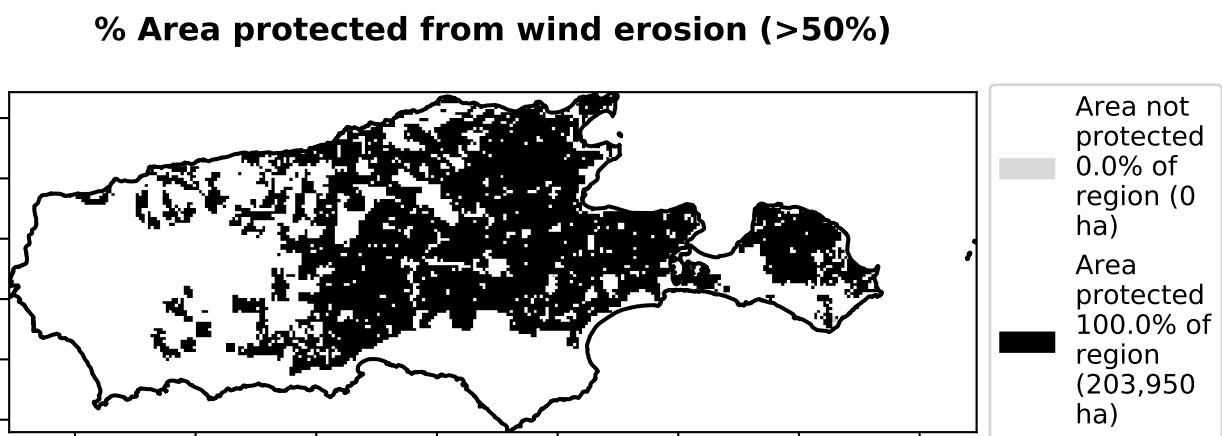 % Area protected from wind erosion (>50%)
Area not
protected
0.0% of
region (0
ha)
Area
protected
100.0% of
region
(203,950
ha)